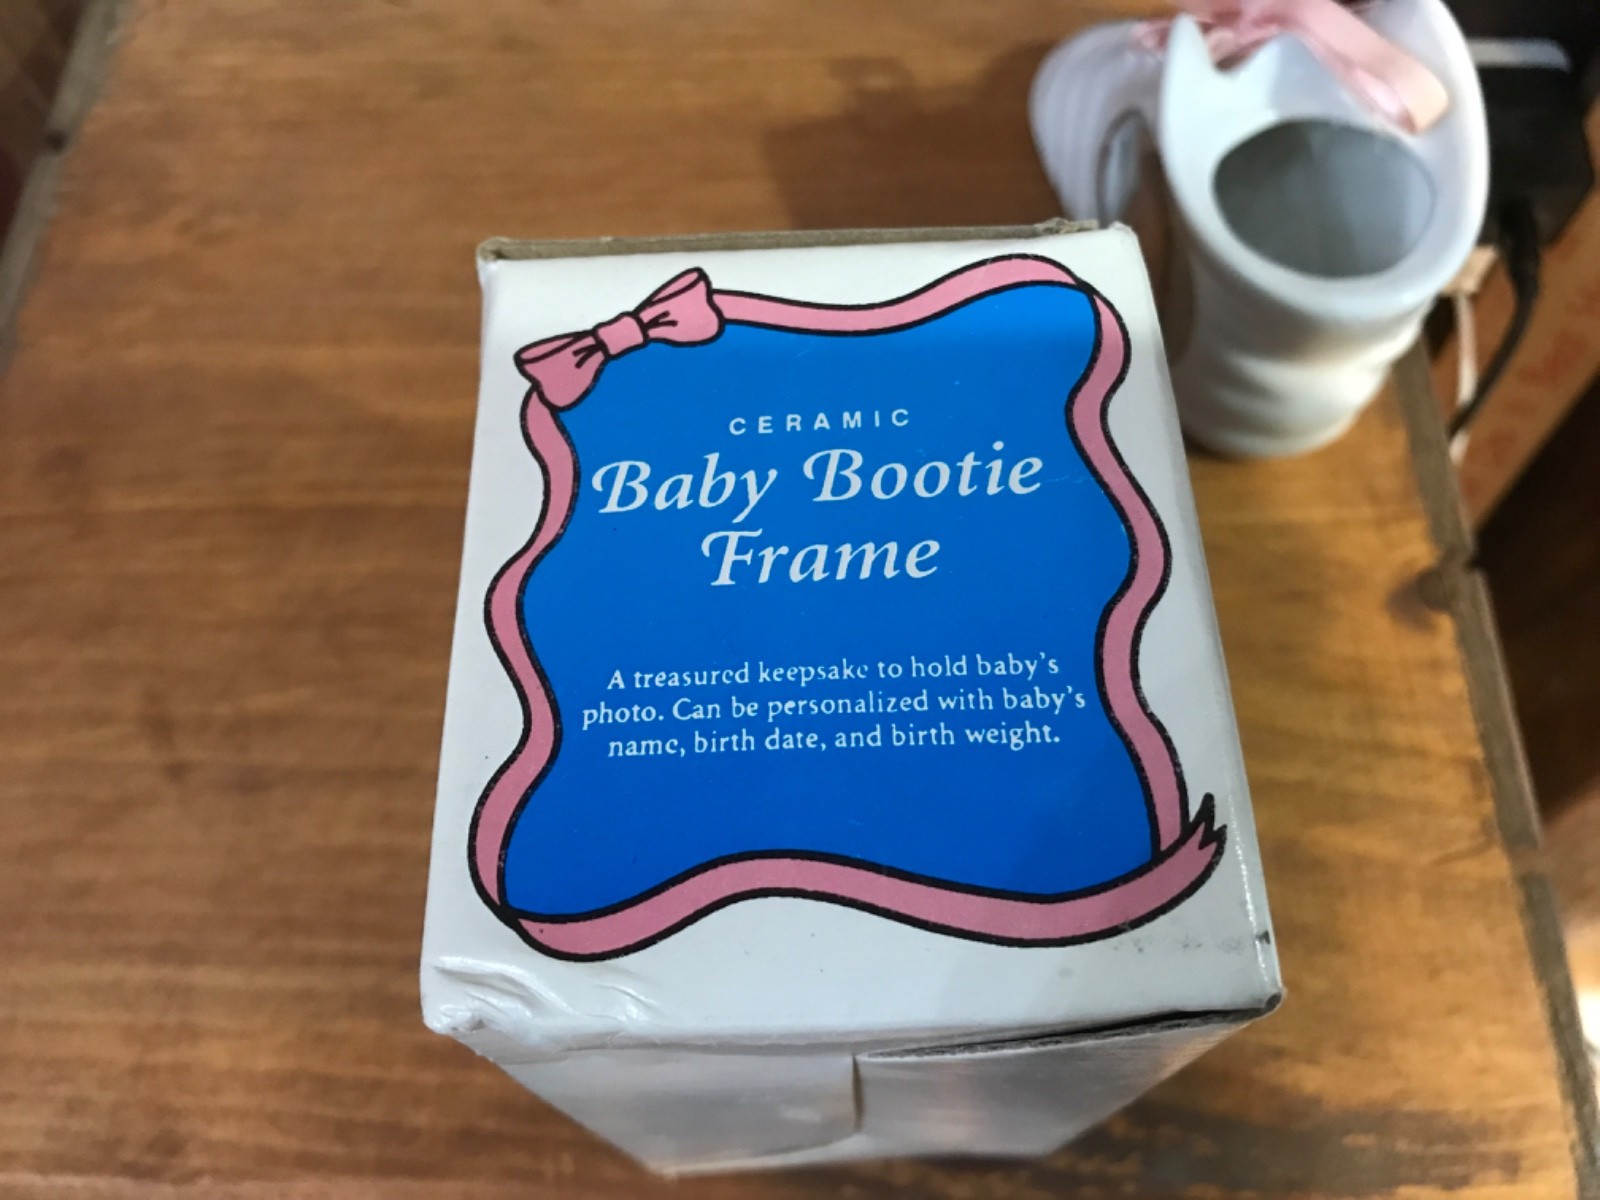 CERAMIC
Baby Bootie
Frame
A treasured keepsake to hold baby's
photo. Can be personalized with baby's
name, birth date, and birth weight.